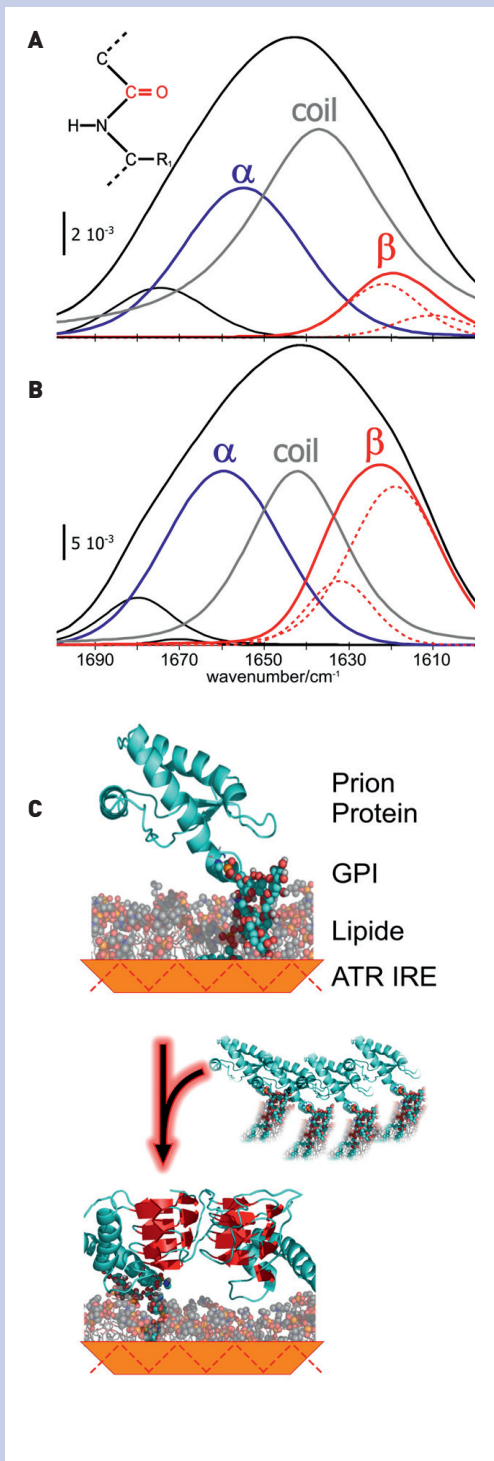 A
C
C=O
H-N
C-R₁
coil
α
β
2 10⁻³
B
α
coil
β
5 10⁻³
1690 1670 1650 1630 1610
wavenumber/cm⁻¹
C
Prion
Protein
GPI
Lipide
ATR IRE